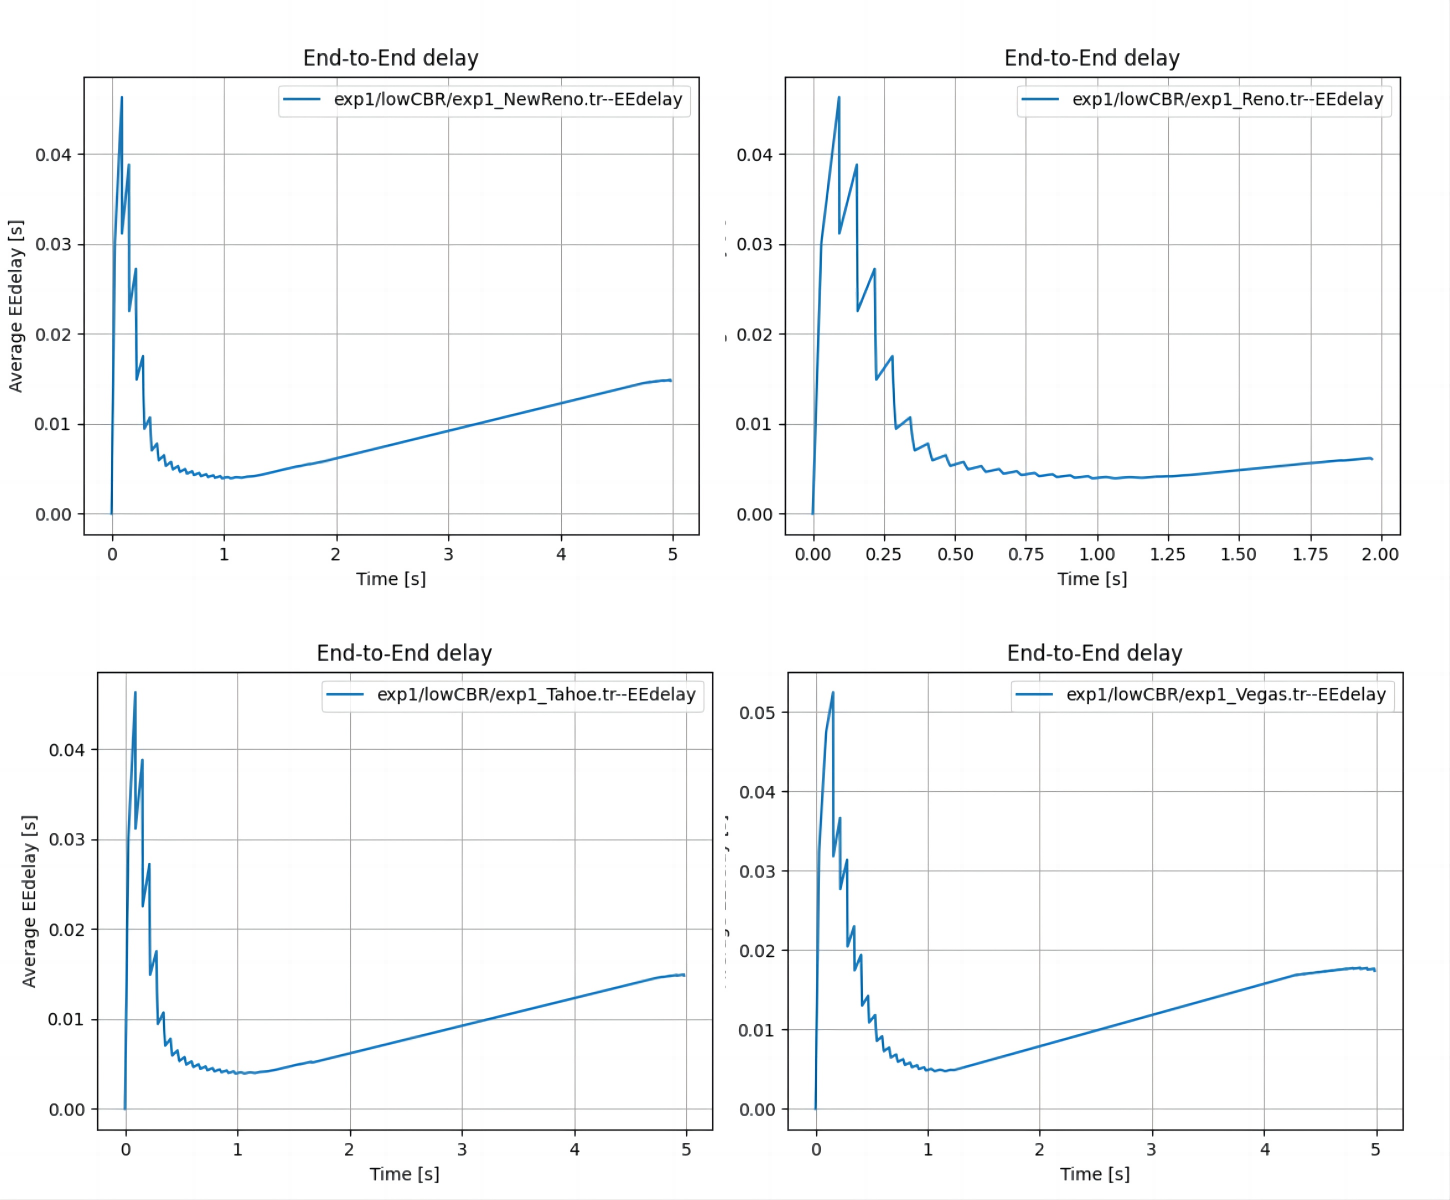 End-to-End delay
exp1/lowCBR/exp1_NewReno.tr--EEdelay
Average EEdelay [s]
0.04
0.03
0.02
0.01
0.00
0 1 2 3 4 5
Time [s]
End-to-End delay
exp1/lowCBR/exp1_Reno.tr--EEdelay
0.04
0.03
0.02
0.01
0.00
0.00 0.25 0.50 0.75 1.00 1.25 1.50 1.75 2.00
Time [s]
End-to-End delay
exp1/lowCBR/exp1_Tahoe.tr--EEdelay
Average EEdelay [s]
0.04
0.03
0.02
0.01
0.00
0 1 2 3 4 5
Time [s]
End-to-End delay
exp1/lowCBR/exp1_Vegas.tr--EEdelay
0.05
0.04
0.03
0.02
0.01
0.00
0 1 2 3 4 5
Time [s]